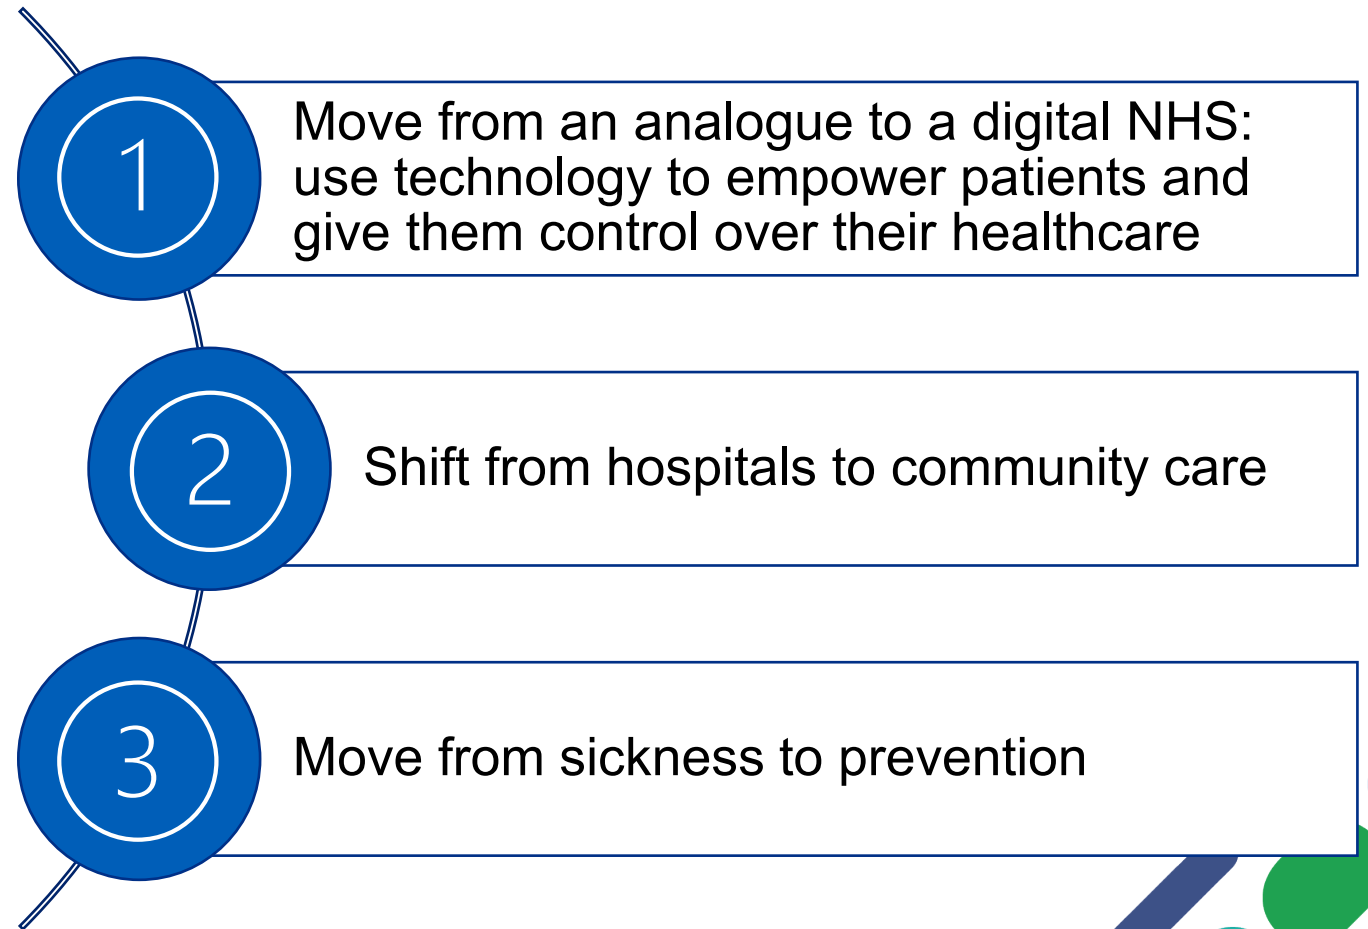 1
Move from an analogue to a digital NHS:
use technology to empower patients and
give them control over their healthcare
2
Shift from hospitals to community care
3
Move from sickness to prevention